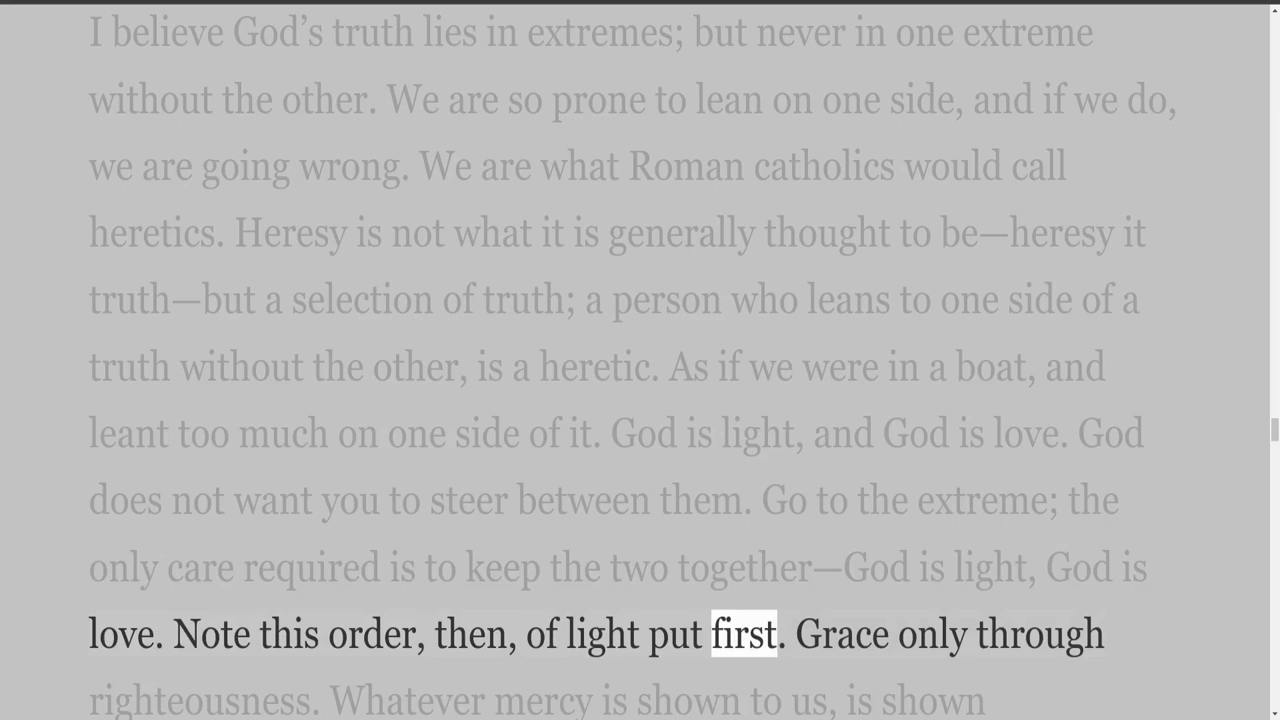 I believe God’s truth lies in extremes; but never in one extreme
without the other. We are so prone to lean on one side, and if we do,
we are going wrong. We are what Roman catholics would call
heretics. Heresy is not what it is generally thought to be—heresy it
truth—but a selection of truth; a person who leans to one side of a
truth without the other, is a heretic. As if we were in a boat, and
leant too much on one side of it. God is light, and God is love. God
does not want you to steer between them. Go to the extreme; the
only care required is to keep the two together—God is light, God is
love. Note this order, then, of light put first. Grace only through
righteousness. Whatever mercy is shown to us, is shown